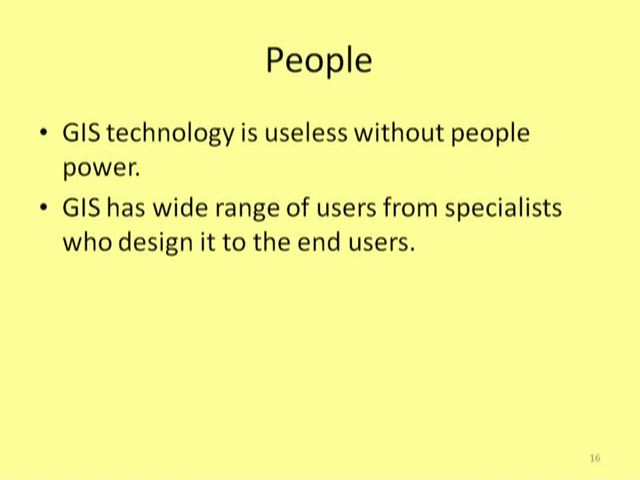 People
• GIS technology is useless without people
power.
• GIS has wide range of users from specialists
who design it to the end users.
16